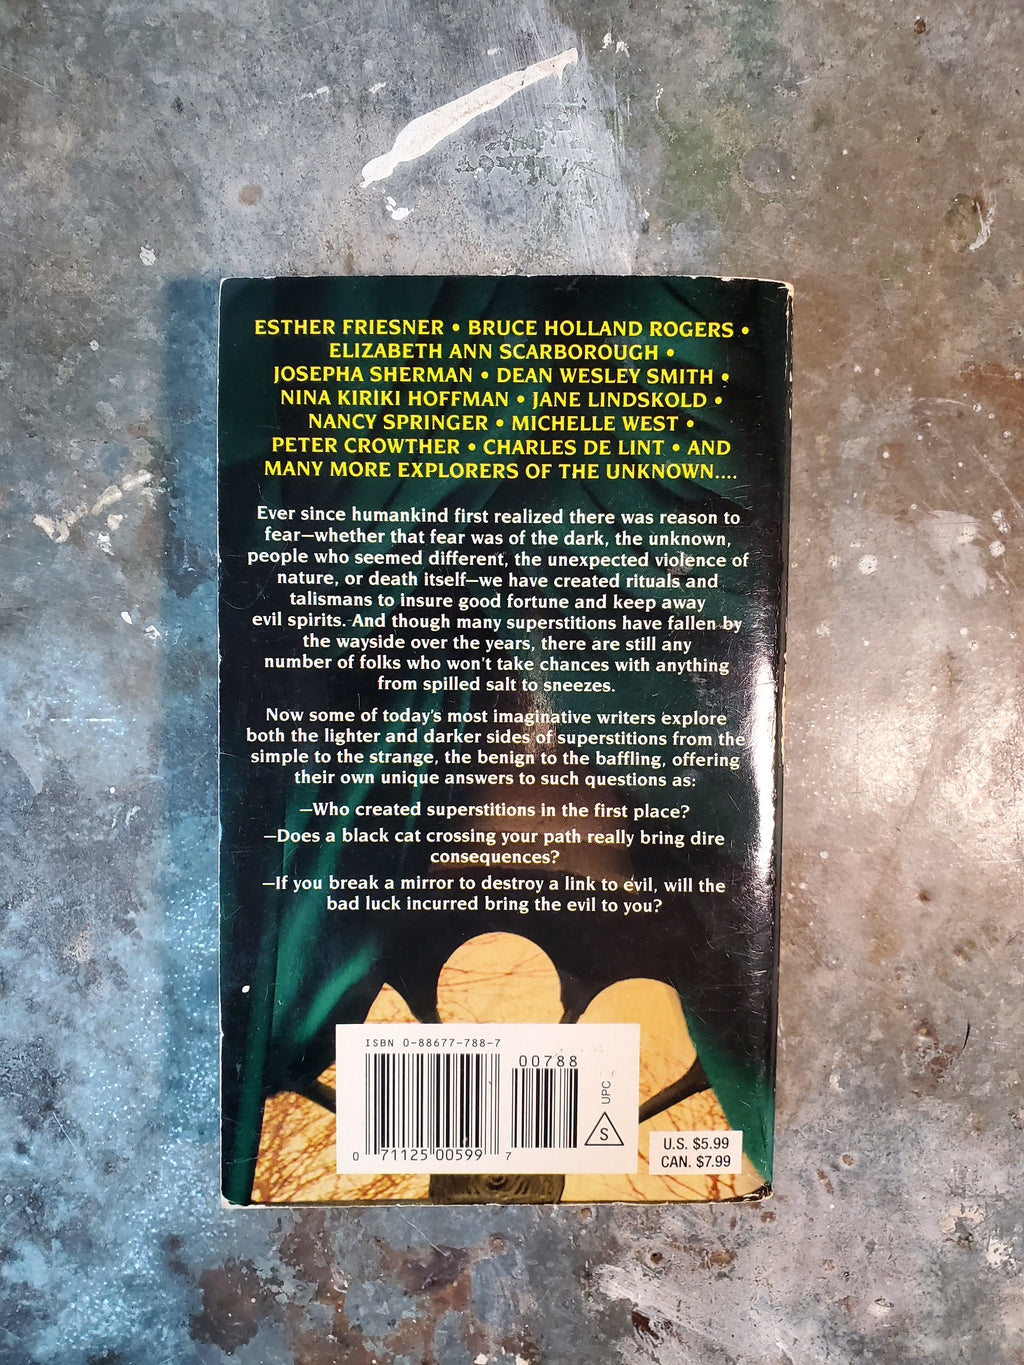 ESTHER FRIESNER • BRUCE HOLLAND ROGERS •
ELIZABETH ANN SCARBOROUGH •
JOSEPHA SHERMAN • DEAN WESLEY SMITH •
NINA KIRIKI HOFFMAN • JANE LINDSKOLD •
NANCY SPRINGER • MICHELLE WEST •
PETER CROWTHER • CHARLES DE LINT • AND
MANY MORE EXPLORERS OF THE UNKNOWN....
Ever since humankind first realized there was reason to
fear—whether that fear was of the dark, the unknown,
people who seemed different, the unexpected violence of
nature, or death itself—we have created rituals and
talismans to insure good fortune and keep away
evil spirits. And though many superstitions have fallen by
the wayside over the years, there are still any
number of folks who won't take chances with anything
from spilled salt to sneezes.
Now some of today's most imaginative writers explore
both the lighter and darker sides of superstitions from the
simple to the strange, the benign to the baffling, offering
their own unique answers to such questions as:
—Who created superstitions in the first place?
—Does a black cat crossing your path really bring dire
consequences?
—If you break a mirror to destroy a link to evil, will the
bad luck incurred bring the evil to you?
ISBN 0-88677-788-7
00788
UPC
S
0 71125 00599 7
U.S. $5.99
CAN. $7.99